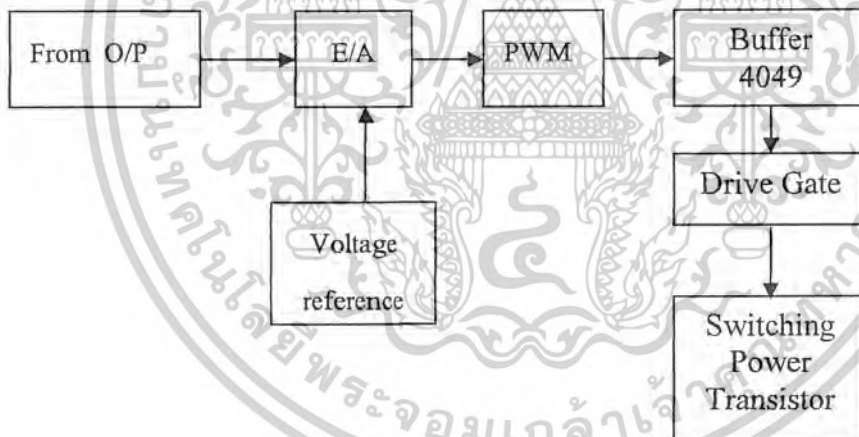 From O/P
E/A
PWM
Buffer
4049
Drive Gate
Voltage
reference
Switching
Power
Transistor